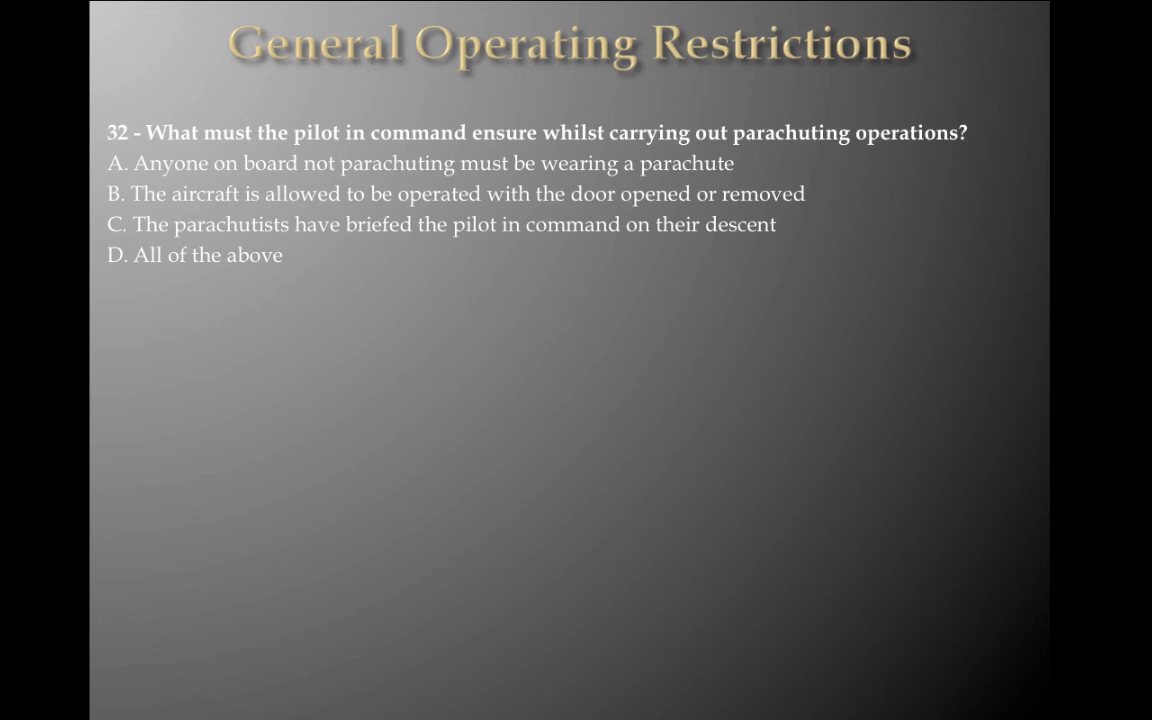 General Operating Restrictions
32 - What must the pilot in command ensure whilst carrying out parachuting operations?
A. Anyone on board not parachuting must be wearing a parachute
B. The aircraft is allowed to be operated with the door opened or removed
C. The parachutists have briefed the pilot in command on their descent
D. All of the above